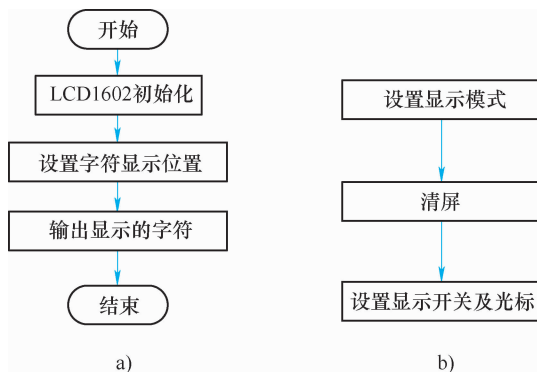 开始
LCD1602初始化
设置字符显示位置
输出显示的字符
结束
a)
设置显示模式
清屏
设置显示开关及光标
b)